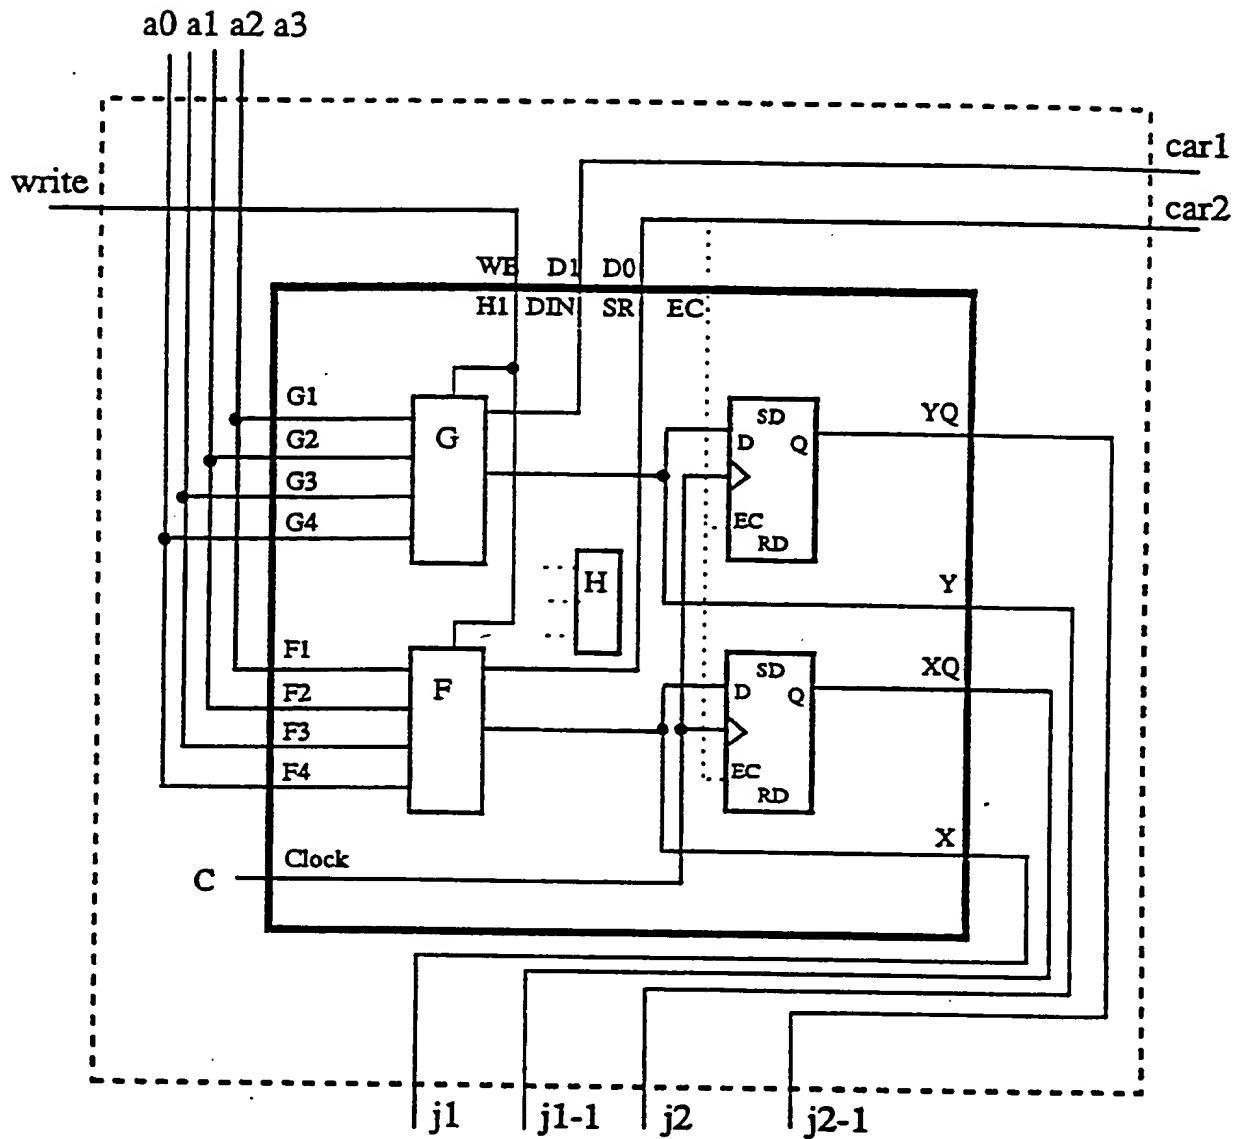 a0 a1 a2 a3
car1
write
car2
WE D1 D0
H1 DIN SR EC
G1
G
SD
YQ
D Q
G2
G3
G4
EC
RD
H
Y
F1
F
SD
XQ
F2
D Q
F3
F4
EC
RD
X
Clock
C
j1 j1-1 j2 j2-1